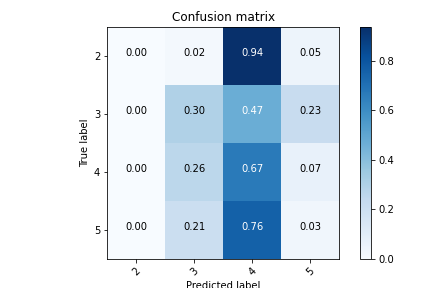 Confusion matrix
2 0.00 0.02 0.94 0.05
3 0.00 0.30 0.47 0.23
4 0.00 0.26 0.67 0.07
5 0.00 0.21 0.76 0.03
2 3 4 5
True label
Predicted label
0.8
0.6
0.4
0.2
0.0